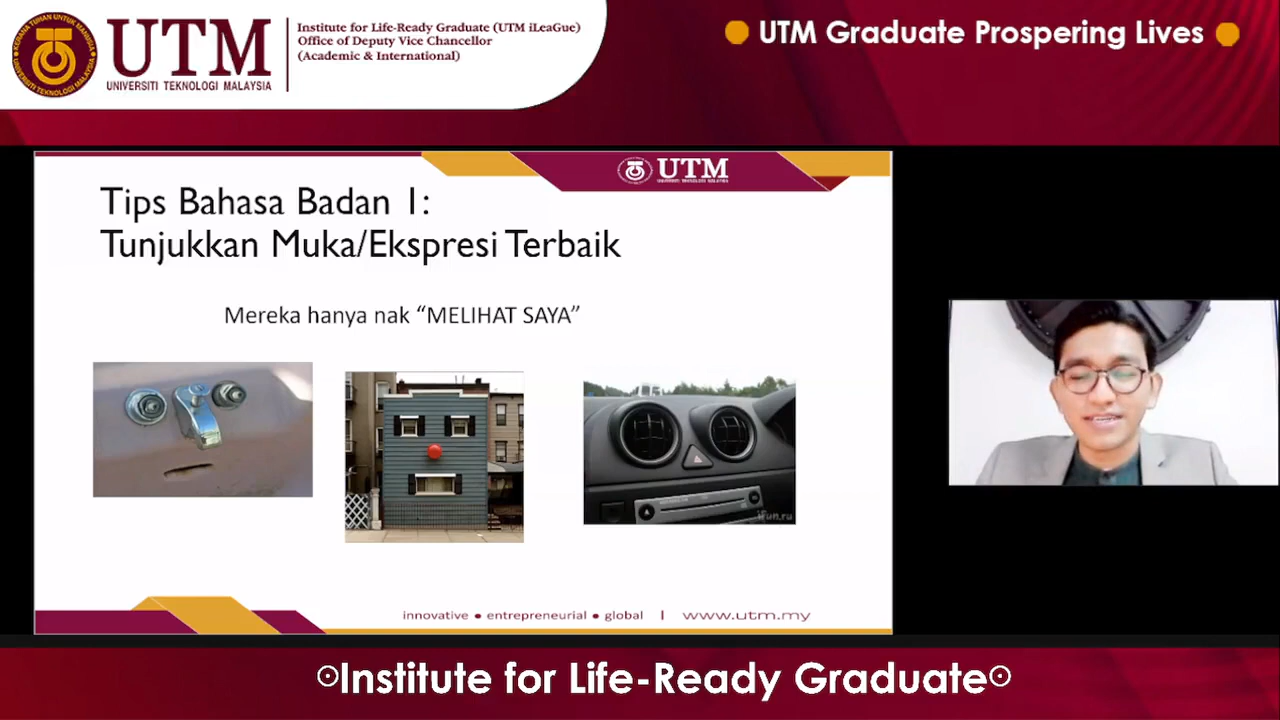 UTM
UNIVERSITI TEKNOLOGI MALAYSIA
Institute for Life-Ready Graduate (UTM iLeaGue)
Office of Deputy Vice Chancellor
(Academic & International)
UTM Graduate Prospering Lives
UTM
UNIVERSITI TEKNOLOGI MALAYSIA
Tips Bahasa Badan 1:
Tunjukkan Muka/Ekspresi Terbaik
Mereka hanya nak “MELIHAT SAYA”
iFun.ru
innovative ● entrepreneurial ● global | www.utm.my
Institute for Life-Ready Graduate